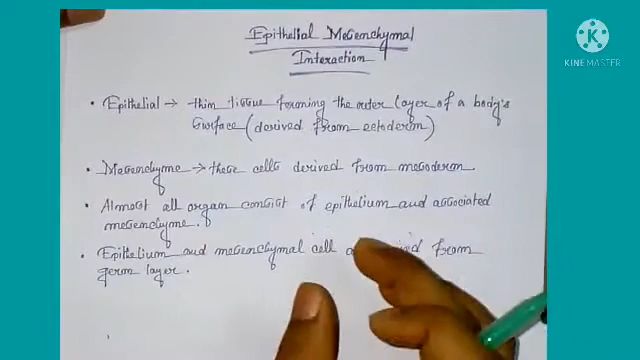 Epithelial Mesenchymal
Interaction
KINEMASTER
• Epithelial → thin tissue forming the outer layer of a body's
surface (derived from ectoderm)
• Mesenchyme → these cells derived from mesoderm.
• Almost all organ consist of epithelium and associated
mesenchyme.
• Epithelium and mesenchymal cell from
germ layer.